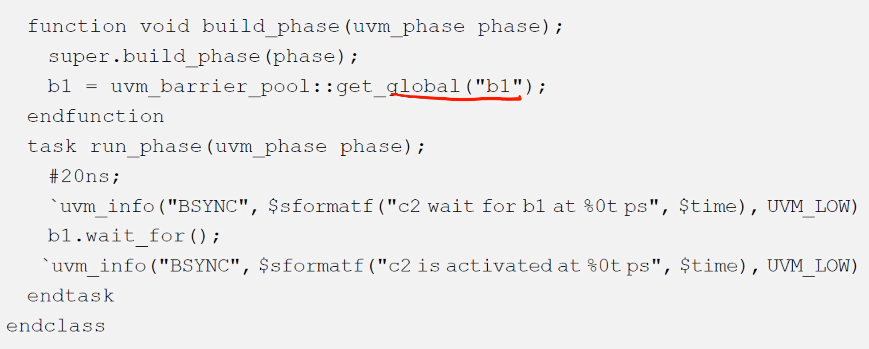 function void build_phase(uvm_phase phase);
super.build_phase(phase);
b1 = uvm_barrier_pool::get_global("b1");
endfunction
task run_phase(uvm_phase phase);
#20ns;
`uvm_info("BSYNC", $sformatf("c2 wait for b1 at %0t ps", $time), UVM_LOW)
b1.wait_for();
`uvm_info("BSYNC", $sformatf("c2 is activated at %0t ps", $time), UVM_LOW)
endtask
endclass